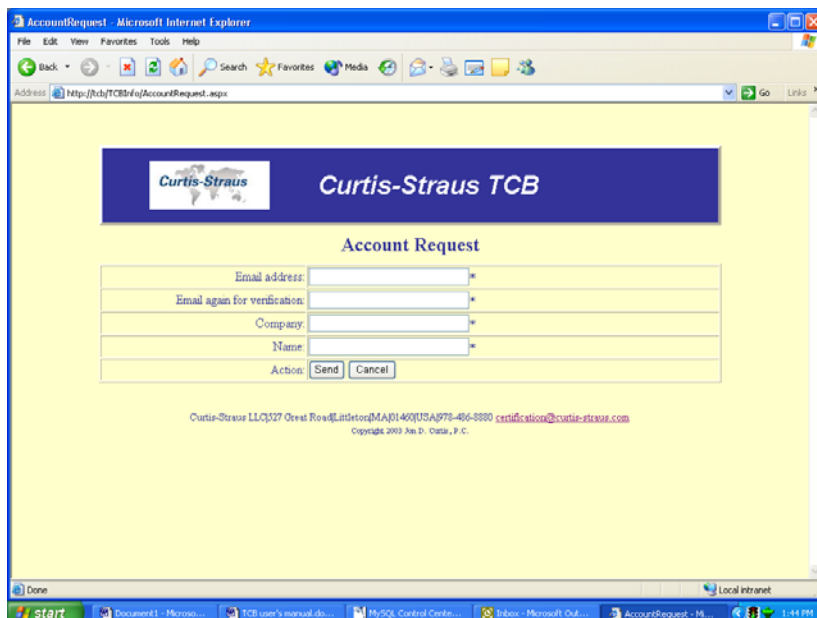 AccountRequest - Microsoft Internet Explorer
File Edit View Favorites Tools Help
Back Search Favorites Media
Address http://tcb/TCBInfo/AccountRequest.aspx Go Links
Curtis-Straus Curtis-Straus TCB
Account Request
Email address: *
Email again for verification: *
Company: *
Name: *
Action: Send Cancel
Curtis-Straus LLC|527 Great Road|Littleton|MA|01460|USA|978-486-8880 certification@curtis-straus.com
Copyright 2003 Jon D. Curtis, P.C.
Done Local intranet
start Document1 - Microso... TCB user's manual.do... MySQL Control Cente... Inbox - Microsoft Out... AccountRequest - Mi... 1:44 PM